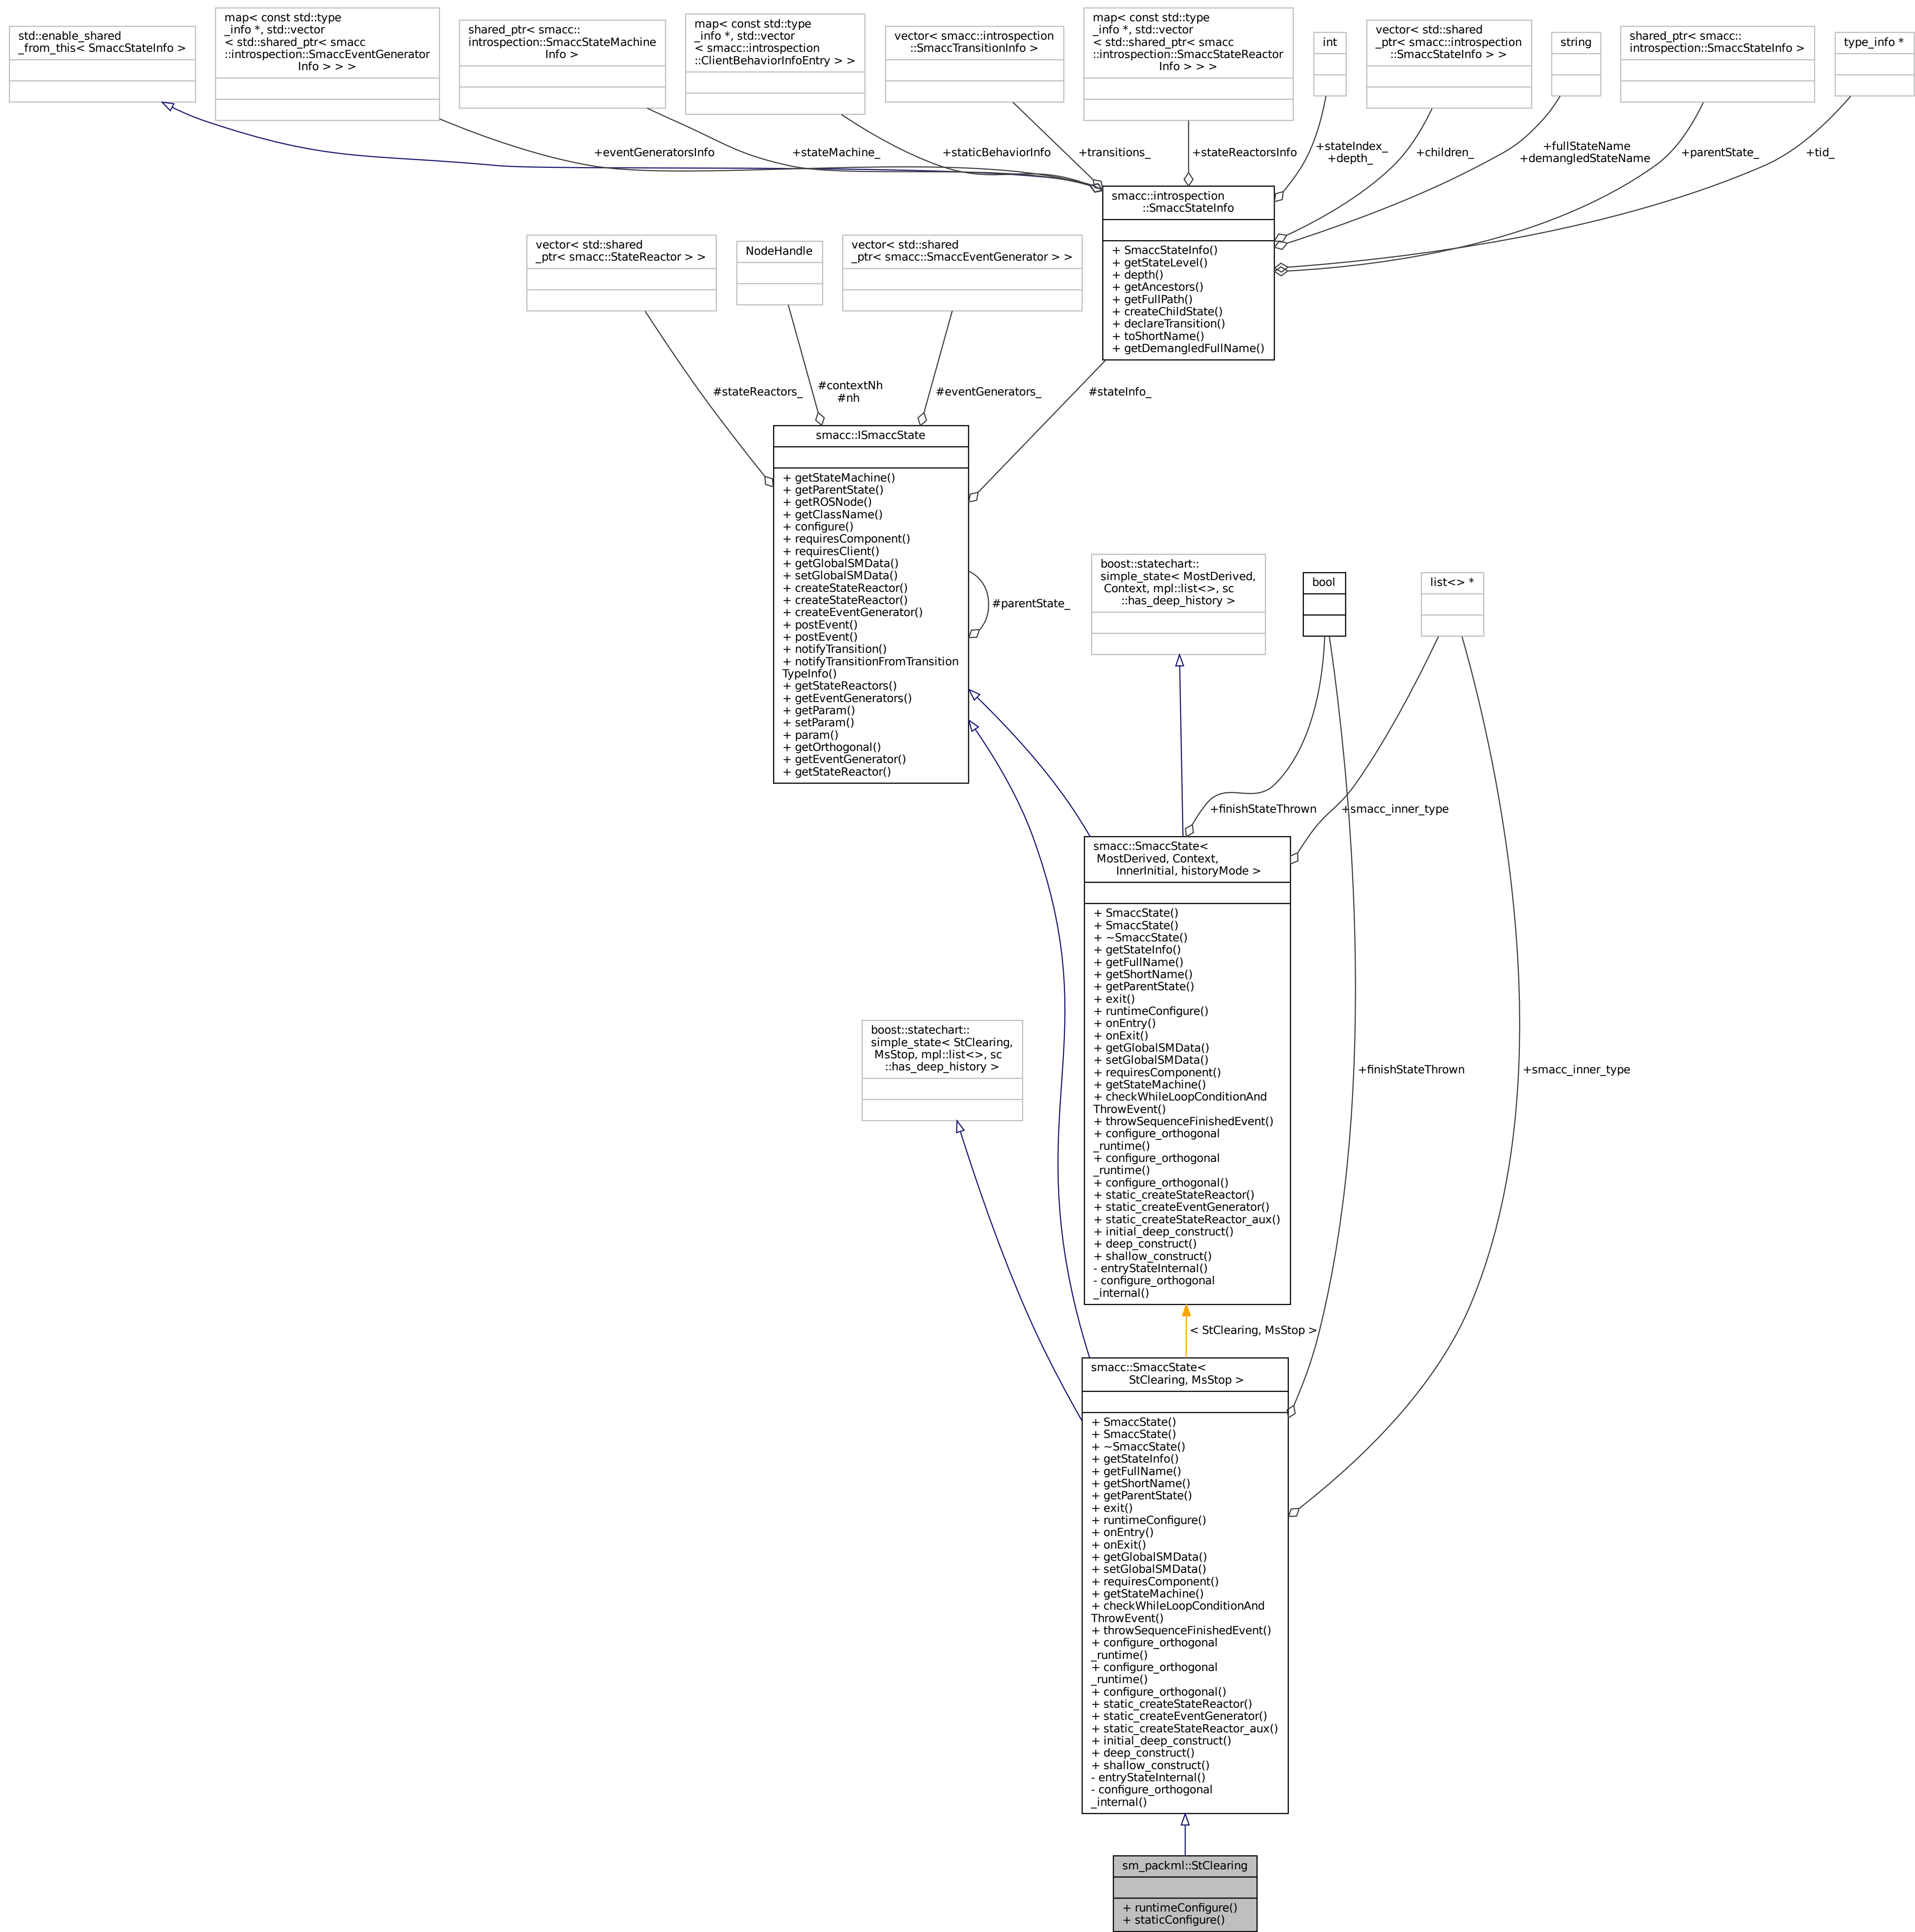 std::enable_shared
_from_this< SmaccStateInfo >
map< const std::type
_info *, std::vector
< std::shared_ptr< smacc
::introspection::SmaccEventGenerator
Info > > >
shared_ptr< smacc::
introspection::SmaccStateMachine
Info >
map< const std::type
_info *, std::vector
< smacc::introspection
::ClientBehaviorInfoEntry > >
vector< smacc::introspection
::SmaccTransitionInfo >
map< const std::type
_info *, std::vector
< std::shared_ptr< smacc
::introspection::SmaccStateReactor
Info > > >
int
vector< std::shared
_ptr< smacc::introspection
::SmaccStateInfo > >
string
shared_ptr< smacc::
introspection::SmaccStateInfo >
type_info *
+eventGeneratorsInfo
+stateMachine_
+staticBehaviorInfo
+transitions_
+stateReactorsInfo
+stateIndex_
+depth_
+children_
+fullStateName
+demangledStateName
+parentState_
+tid_
smacc::introspection
::SmaccStateInfo
+ SmaccStateInfo()
+ getStateLevel()
+ depth()
+ getAncestors()
+ getFullPath()
+ createChildState()
+ declareTransition()
+ toShortName()
+ getDemangledFullName()
vector< std::shared
_ptr< smacc::StateReactor > >
NodeHandle
vector< std::shared
_ptr< smacc::SmaccEventGenerator > >
#stateReactors_
#contextNh
#nh
#eventGenerators_
#stateInfo_
smacc::ISmaccState
+ getStateMachine()
+ getParentState()
+ getROSNode()
+ getClassName()
+ configure()
+ requiresComponent()
+ requiresClient()
+ getGlobalSMData()
+ setGlobalSMData()
+ createStateReactor()
+ createStateReactor()
+ createEventGenerator()
+ postEvent()
+ postEvent()
+ notifyTransition()
+ notifyTransitionFromTransition
TypeInfo()
+ getStateReactors()
+ getEventGenerators()
+ getParam()
+ setParam()
+ param()
+ getOrthogonal()
+ getEventGenerator()
+ getStateReactor()
#parentState_
boost::statechart::
simple_state< MostDerived,
Context, mpl::list<>, sc
::has_deep_history >
bool
list<> *
+finishStateThrown
+smacc_inner_type
smacc::SmaccState<
MostDerived, Context,
InnerInitial, historyMode >
+ SmaccState()
+ SmaccState()
+ ~SmaccState()
+ getStateInfo()
+ getFullName()
+ getShortName()
+ getParentState()
+ exit()
+ runtimeConfigure()
+ onEntry()
+ onExit()
+ getGlobalSMData()
+ setGlobalSMData()
+ requiresComponent()
+ getStateMachine()
+ checkWhileLoopConditionAnd
ThrowEvent()
+ throwSequenceFinishedEvent()
+ configure_orthogonal
_runtime()
+ configure_orthogonal
_runtime()
+ configure_orthogonal()
+ static_createStateReactor()
+ static_createEventGenerator()
+ static_createStateReactor_aux()
+ initial_deep_construct()
+ deep_construct()
+ shallow_construct()
- entryStateInternal()
- configure_orthogonal
_internal()
boost::statechart::
simple_state< StClearing,
MsStop, mpl::list<>, sc
::has_deep_history >
+finishStateThrown
+smacc_inner_type
< StClearing, MsStop >
smacc::SmaccState<
StClearing, MsStop >
+ SmaccState()
+ SmaccState()
+ ~SmaccState()
+ getStateInfo()
+ getFullName()
+ getShortName()
+ getParentState()
+ exit()
+ runtimeConfigure()
+ onEntry()
+ onExit()
+ getGlobalSMData()
+ setGlobalSMData()
+ requiresComponent()
+ getStateMachine()
+ checkWhileLoopConditionAnd
ThrowEvent()
+ throwSequenceFinishedEvent()
+ configure_orthogonal
_runtime()
+ configure_orthogonal
_runtime()
+ configure_orthogonal()
+ static_createStateReactor()
+ static_createEventGenerator()
+ static_createStateReactor_aux()
+ initial_deep_construct()
+ deep_construct()
+ shallow_construct()
- entryStateInternal()
- configure_orthogonal
_internal()
sm_packml::StClearing
+ runtimeConfigure()
+ staticConfigure()